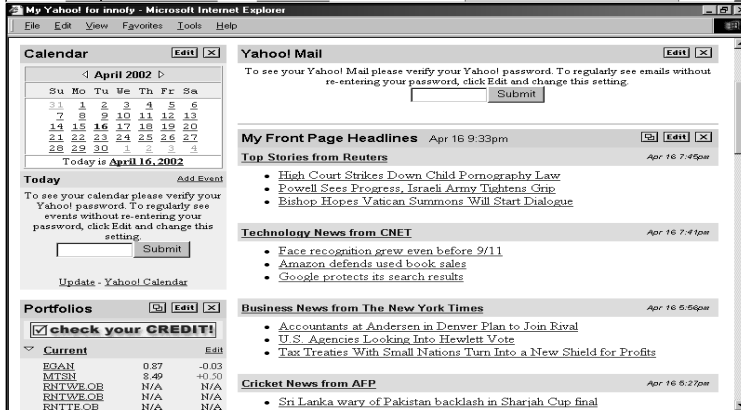 My Yahoo! for innofy - Microsoft Internet Explorer
File Edit View Favorites Tools Help
Calendar Edit
April 2002
Su Mo Tu We Th Fr Sa
31 1 2 3 4 5 6
7 8 9 10 11 12 13
14 15 16 17 18 19 20
21 22 23 24 25 26 27
28 29 30 1 2 3 4
Today is April 16, 2002
Today Add Event
To see your calendar please verify your
Yahoo! password. To regularly see
events without re-entering your
password, click Edit and change this
setting.
Submit
Update - Yahoo! Calendar
Portfolios Edit
check your CREDIT!
Current Edit
EGAN 0.87 -0.03
MTSN 8.49 +0.50
RNTWE.OB N/A N/A
RNTWE.OB N/A N/A
RNTTE.OB N/A N/A
Yahoo! Mail Edit
To see your Yahoo! Mail please verify your Yahoo! password. To regularly see emails without
re-entering your password, click Edit and change this setting.
Submit
My Front Page Headlines Apr 16 9:33pm Edit
Top Stories from Reuters Apr 16 7:45pm
• High Court Strikes Down Child Pornography Law
• Powell Sees Progress, Israeli Army Tightens Grip
• Bishop Hopes Vatican Summons Will Start Dialogue
Technology News from CNET Apr 16 7:41pm
• Face recognition grew even before 9/11
• Amazon defends used book sales
• Google protects its search results
Business News from The New York Times Apr 16 5:56pm
• Accountants at Andersen in Denver Plan to Join Rival
• U.S. Agencies Looking Into Hewlett Vote
• Tax Treaties With Small Nations Turn Into a New Shield for Profits
Cricket News from AFP Apr 16 5:27pm
• Sri Lanka wary of Pakistan backlash in Sharjah Cup final